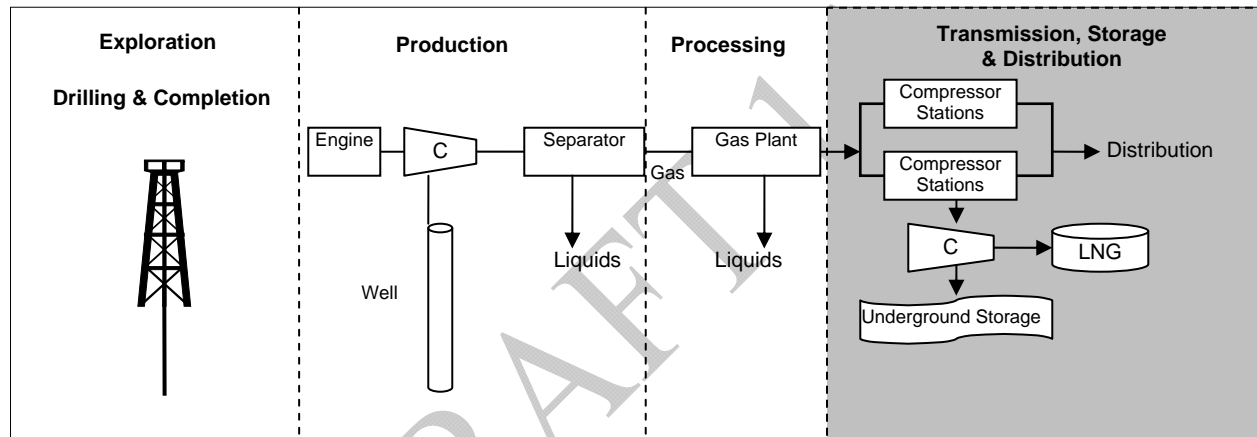 Exploration
Drilling & Completion
Production
Processing
Transmission, Storage
& Distribution
Engine
C
Separator
Gas
Gas Plant
Compressor
Stations
Compressor
Stations
Distribution
Well
Liquids
Liquids
C
LNG
Underground Storage
DRAFT 1